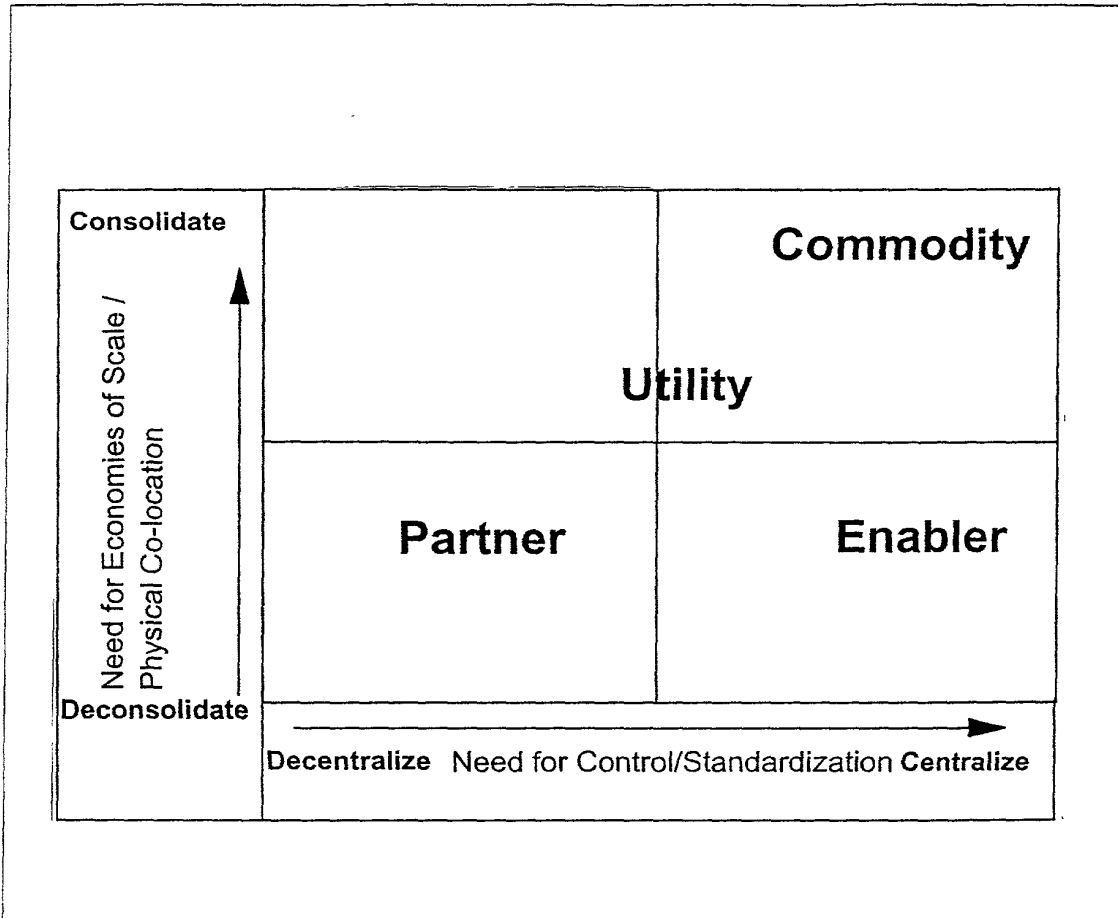 Consolidate
Commodity
Need for Economies of Scale /
Physical Co-location
Utility
Partner
Enabler
Deconsolidate
Decentralize Need for Control/Standardization Centralize